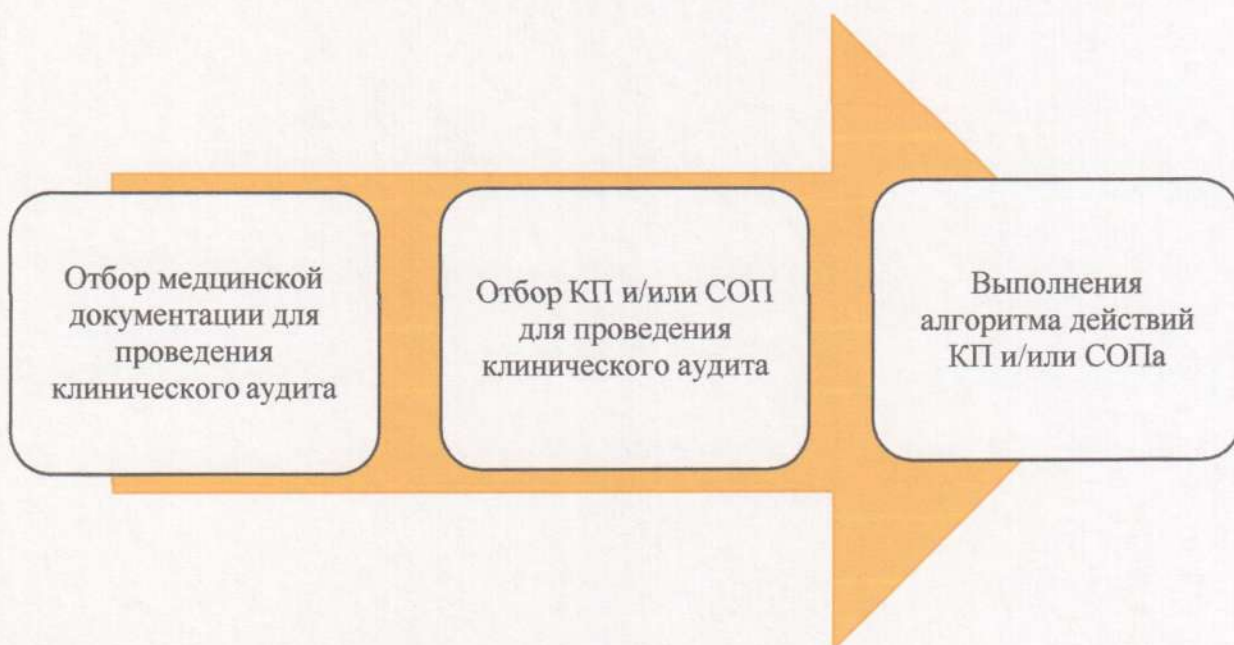 Отбор медцинской
документации для
проведения
клинического аудита
Отбор КП и/или СОП
для проведения
клинического аудита
Выполнения
алгоритма действий
КП и/или СОПа